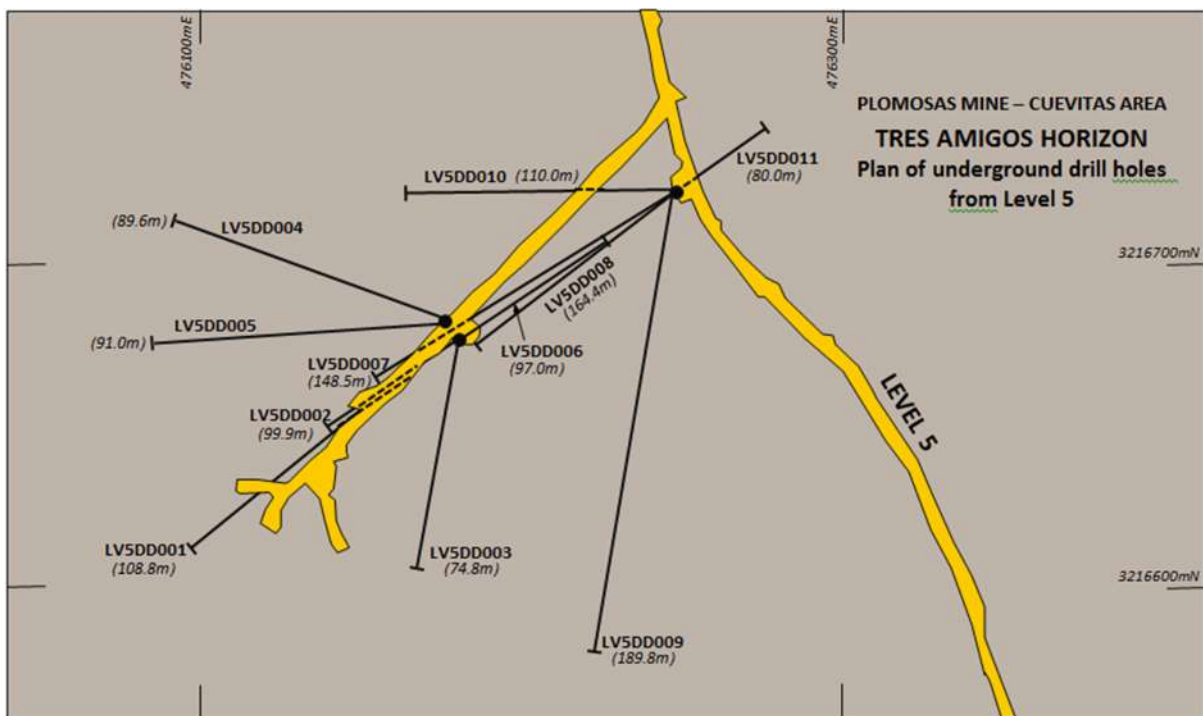 476100mE
476300mE
PLOMOSAS MINE – CUEVITAS AREA
TRES AMIGOS HORIZON
Plan of underground drill holes
from Level 5
LV5DD011
(80.0m)
LV5DD010 (110.0m)
(89.6m)
LV5DD004
3216700mN
LV5DD008
(164.4m)
LV5DD005
(91.0m)
LV5DD006
(97.0m)
LV5DD007
(148.5m)
LEVEL 5
LV5DD002
(99.9m)
LV5DD001
(108.8m)
LV5DD003
(74.8m)
3216600mN
LV5DD009
(189.8m)